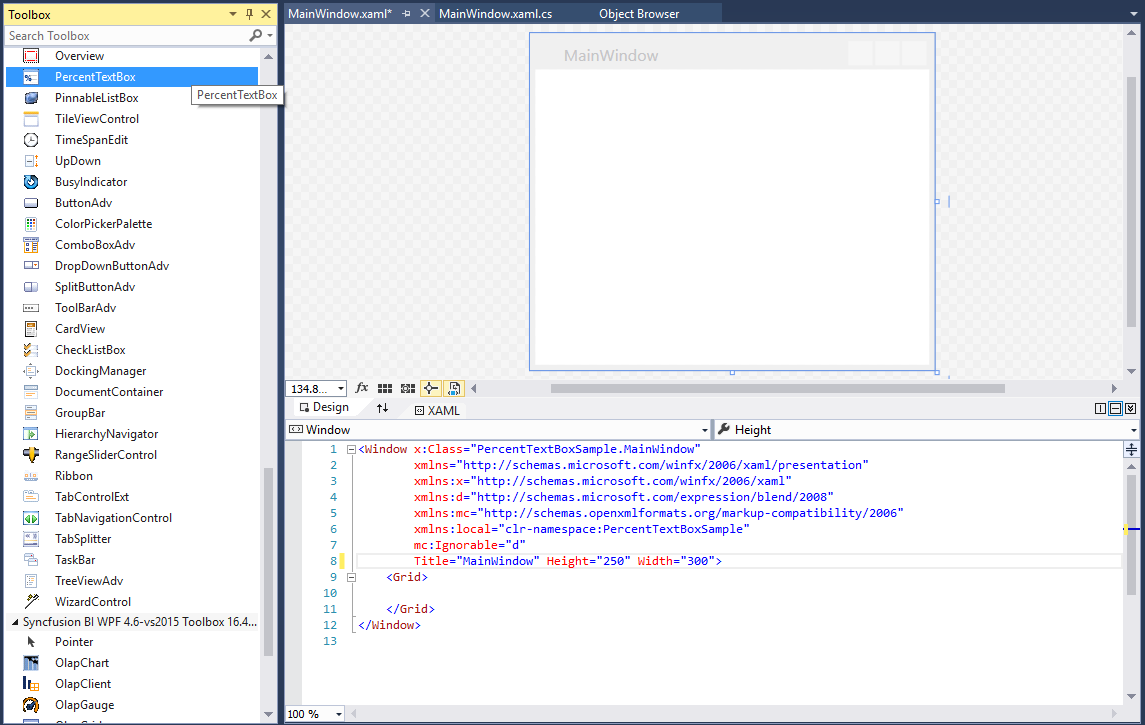 Toolbox
Search Toolbox
Overview
PercentTextBox
PercentTextBox
PinnableListBox
TileViewControl
TimeSpanEdit
UpDown
BusyIndicator
ButtonAdv
ColorPickerPalette
ComboBoxAdv
DropDownButtonAdv
SplitButtonAdv
ToolBarAdv
CardView
CheckListBox
DockingManager
DocumentContainer
GroupBar
HierarchyNavigator
RangeSliderControl
Ribbon
TabControlExt
TabNavigationControl
TabSplitter
TaskBar
TreeViewAdv
WizardControl
Syncfusion BI WPF 4.6-vs2015 Toolbox 16.4...
Pointer
OlapChart
OlapClient
OlapGauge
MainWindow.xaml* MainWindow.xaml.cs Object Browser
MainWindow
134.8... fx
Design XAML
Window Height
1 <Window x:Class="PercentTextBoxSample.MainWindow"
2 xmlns="http://schemas.microsoft.com/winfx/2006/xaml/presentation"
3 xmlns:x="http://schemas.microsoft.com/winfx/2006/xaml"
4 xmlns:d="http://schemas.microsoft.com/expression/blend/2008"
5 xmlns:mc="http://schemas.openxmlformats.org/markup-compatibility/2006"
6 xmlns:local="clr-namespace:PercentTextBoxSample"
7 mc:Ignorable="d"
8 Title="MainWindow" Height="250" Width="300">
9 <Grid>
10
11 </Grid>
12 </Window>
13
100 %